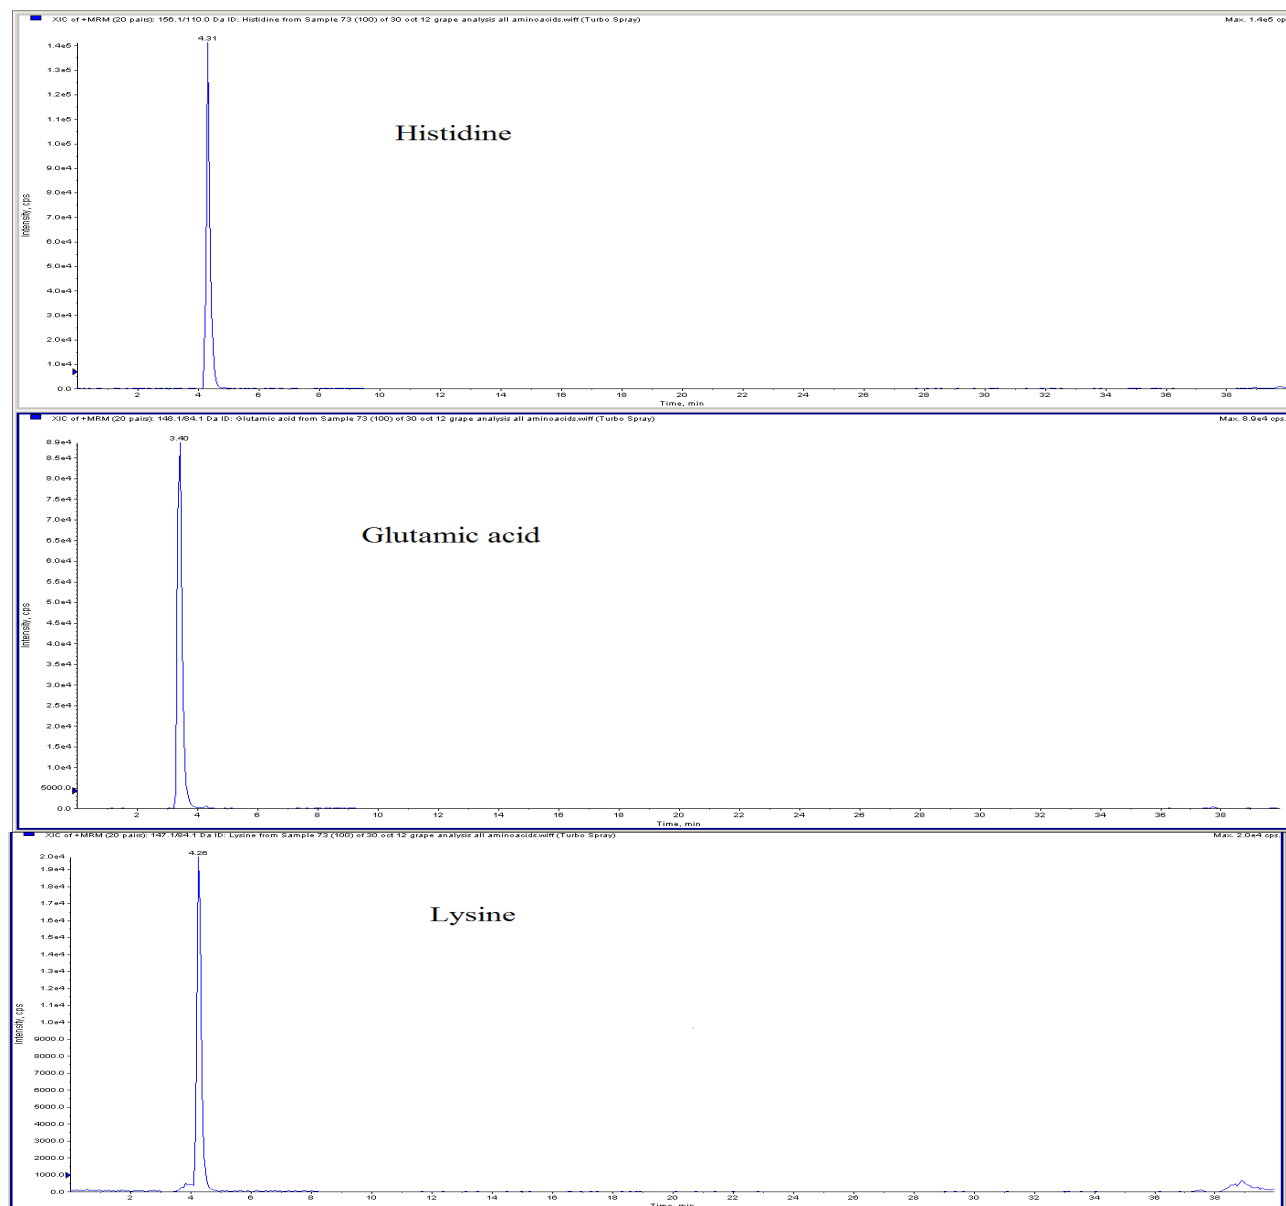 XIC of +MRM (20 pairs): 156.1/110.0 Da ID: Histidine from Sample 73 (100) of 30 oct 12 grape analysis all aminoacids.wiff (Turbo Spray)
Max. 1.4e5 cps
4.31
1.4e5
1.3e5
1.2e5
1.1e5
1.0e5
9.0e4
8.0e4
7.0e4
6.0e4
5.0e4
4.0e4
3.0e4
2.0e4
1.0e4
0.0
Intensity, cps
Histidine
2 4 6 8 10 12 14 16 18 20 22 24 26 28 30 32 34 36 38
Time, min
XIC of +MRM (20 pairs): 148.1/84.1 Da ID: Glutamic acid from Sample 73 (100) of 30 oct 12 grape analysis all aminoacids.wiff (Turbo Spray)
Max. 8.9e4 cps.
3.40
8.9e4
8.5e4
8.0e4
7.5e4
7.0e4
6.5e4
6.0e4
5.5e4
5.0e4
4.5e4
4.0e4
3.5e4
3.0e4
2.5e4
2.0e4
1.5e4
1.0e4
5000.0
0.0
Intensity, cps
Glutamic acid
2 4 6 8 10 12 14 16 18 20 22 24 26 28 30 32 34 36 38
Time, min
XIC of +MRM (20 pairs): 147.1/84.1 Da ID: Lysine from Sample 73 (100) of 30 oct 12 grape analysis all aminoacids.wiff (Turbo Spray)
Max. 2.0e4 cps.
4.26
2.0e4
1.9e4
1.8e4
1.7e4
1.6e4
1.5e4
1.4e4
1.3e4
1.2e4
1.1e4
1.0e4
9000.0
8000.0
7000.0
6000.0
5000.0
4000.0
3000.0
2000.0
1000.0
0.0
Intensity, cps
Lysine
2 4 6 8 10 12 14 16 18 20 22 24 26 28 30 32 34 36 38
Time, min